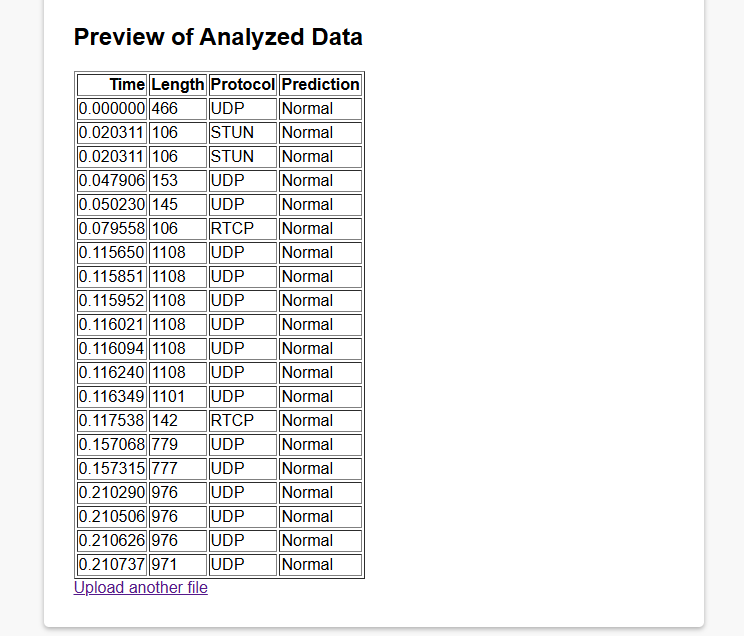 Preview of Analyzed Data
Time Length Protocol Prediction
0.000000 466 UDP Normal
0.020311 106 STUN Normal
0.020311 106 STUN Normal
0.047906 153 UDP Normal
0.050230 145 UDP Normal
0.079558 106 RTCP Normal
0.115650 1108 UDP Normal
0.115851 1108 UDP Normal
0.115952 1108 UDP Normal
0.116021 1108 UDP Normal
0.116094 1108 UDP Normal
0.116240 1108 UDP Normal
0.116349 1101 UDP Normal
0.117538 142 RTCP Normal
0.157068 779 UDP Normal
0.157315 777 UDP Normal
0.210290 976 UDP Normal
0.210506 976 UDP Normal
0.210626 976 UDP Normal
0.210737 971 UDP Normal
Upload another file